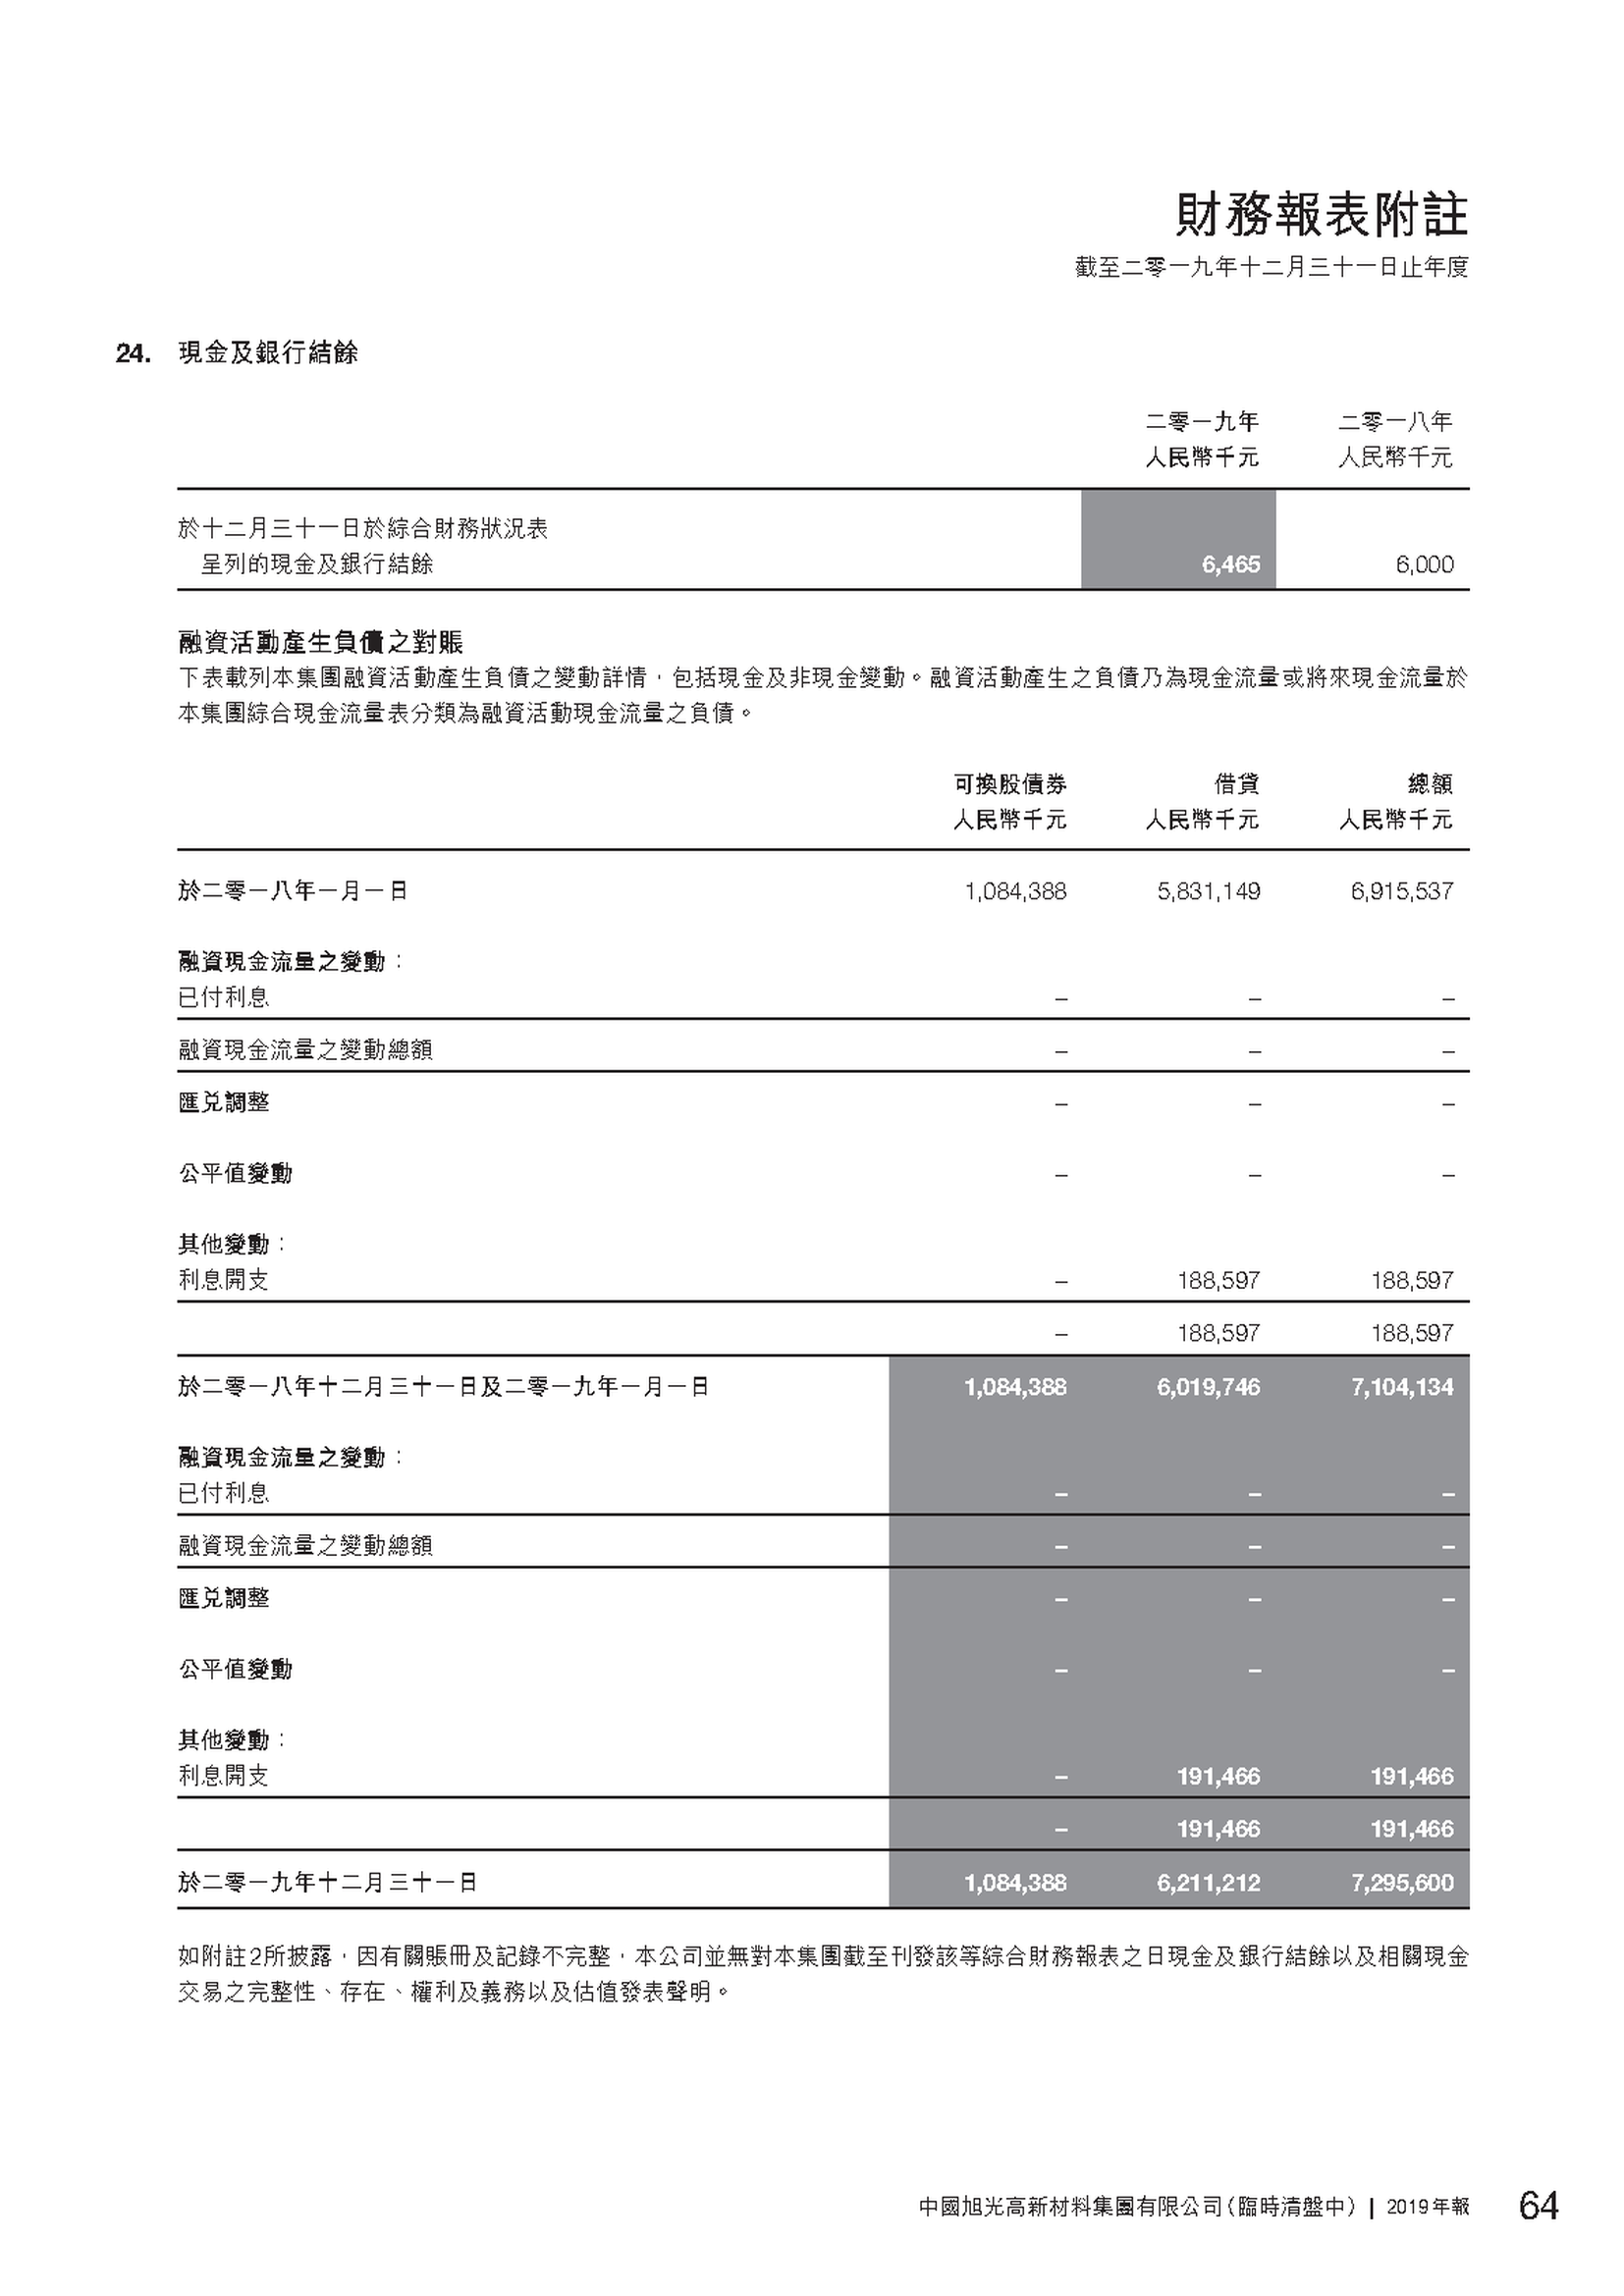 財務報表附註
截至二零一九年十二月三十一日止年度
24. 現金及銀行結餘
二零一九年 二零一八年
人民幣千元 人民幣千元
於十二月三十一日於綜合財務狀況表
呈列的現金及銀行結餘 6,465 6,000
融資活動產生負債之對賬
下表載列本集團融資活動產生負債之變動詳情，包括現金及非現金變動。融資活動產生之負債乃為現金流量或將來現金流量於
本集團綜合現金流量表分類為融資活動現金流量之負債。
可換股債券 借貸 總額
人民幣千元 人民幣千元 人民幣千元
於二零一八年一月一日 1,084,388 5,831,149 6,915,537
融資現金流量之變動：
已付利息 – – –
融資現金流量之變動總額 – – –
匯兌調整 – – –
公平值變動 – – –
其他變動：
利息開支 – 188,597 188,597
– 188,597 188,597
於二零一八年十二月三十一日及二零一九年一月一日 1,084,388 6,019,746 7,104,134
融資現金流量之變動：
已付利息 – – –
融資現金流量之變動總額 – – –
匯兌調整 – – –
公平值變動 – – –
其他變動：
利息開支 – 191,466 191,466
– 191,466 191,466
於二零一九年十二月三十一日 1,084,388 6,211,212 7,295,600
如附註2所披露，因有關賬冊及記錄不完整，本公司並無對本集團截至刊發該等綜合財務報表之日現金及銀行結餘以及相關現金
交易之完整性、存在、權利及義務以及估值發表聲明。
中國旭光高新材料集團有限公司（臨時清盤中） | 2019年報 64